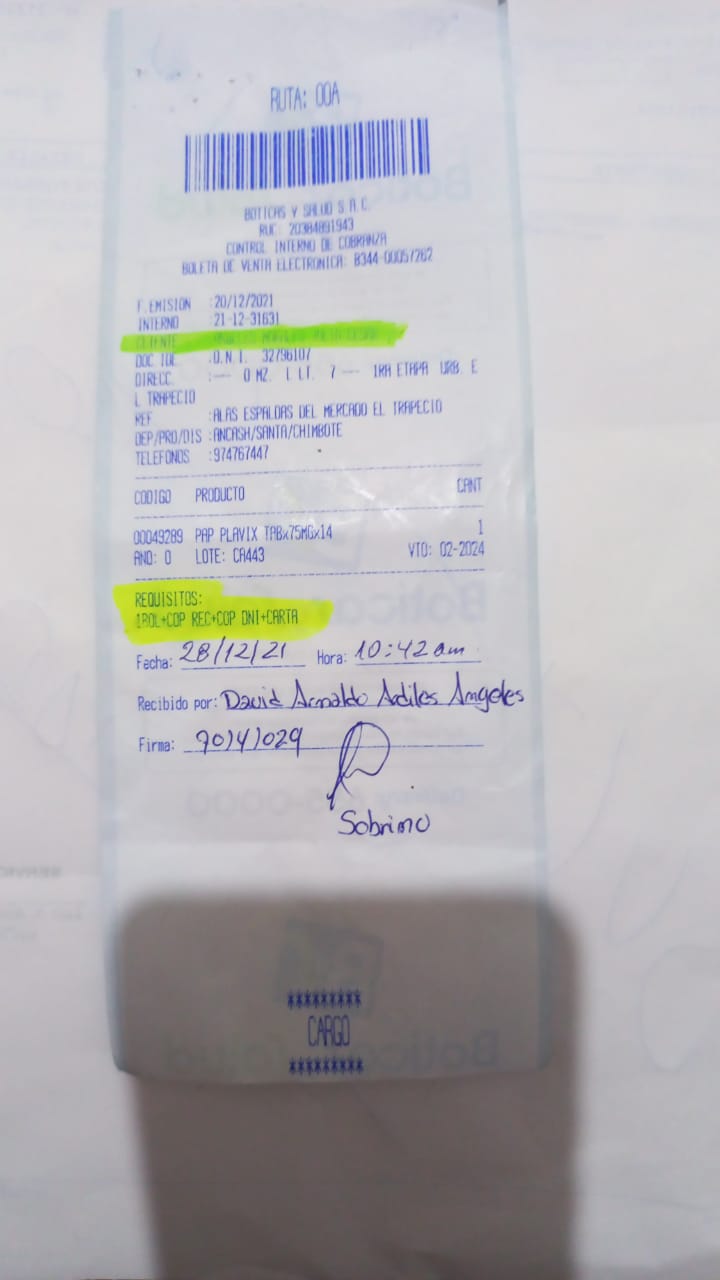 RUTA: 00A
BOTICAS Y SALUD S.A.C.
RUC: 20384891943
CONTROL INTERNO DE COBRANZA
BOLETA DE VENTA ELECTRONICA: B344-00057262
F.EMISION :20/12/2021
INTERNO :21-12-31631
CLIENTE
DOC IDE. :D.N.I. 32796107
DIRECC. :--- 0 MZ. I LT. 7 --- 1RA ETAPA URB. E
L TRAPECIO
REF :ALAS ESPALDAS DEL MERCADO EL TRAPECIO
DEP/PRO/DIS :ANCASH/SANTA/CHIMBOTE
TELEFONOS :974767447
CODIGO PRODUCTO CANT
00049289 PAP PLAVIX TABx75MGx14 1
AND: 0 LOTE: CA443 VTO: 02-2024
REQUISITOS:
1ROL+COP REC+COP DNI+CARTA
Fecha: 28/12/21 Hora: 10:42 am
Recibido por: David Arnaldo Ardiles Angeles
Firma: 70141029
Sobrino
*********
CARGO
*********